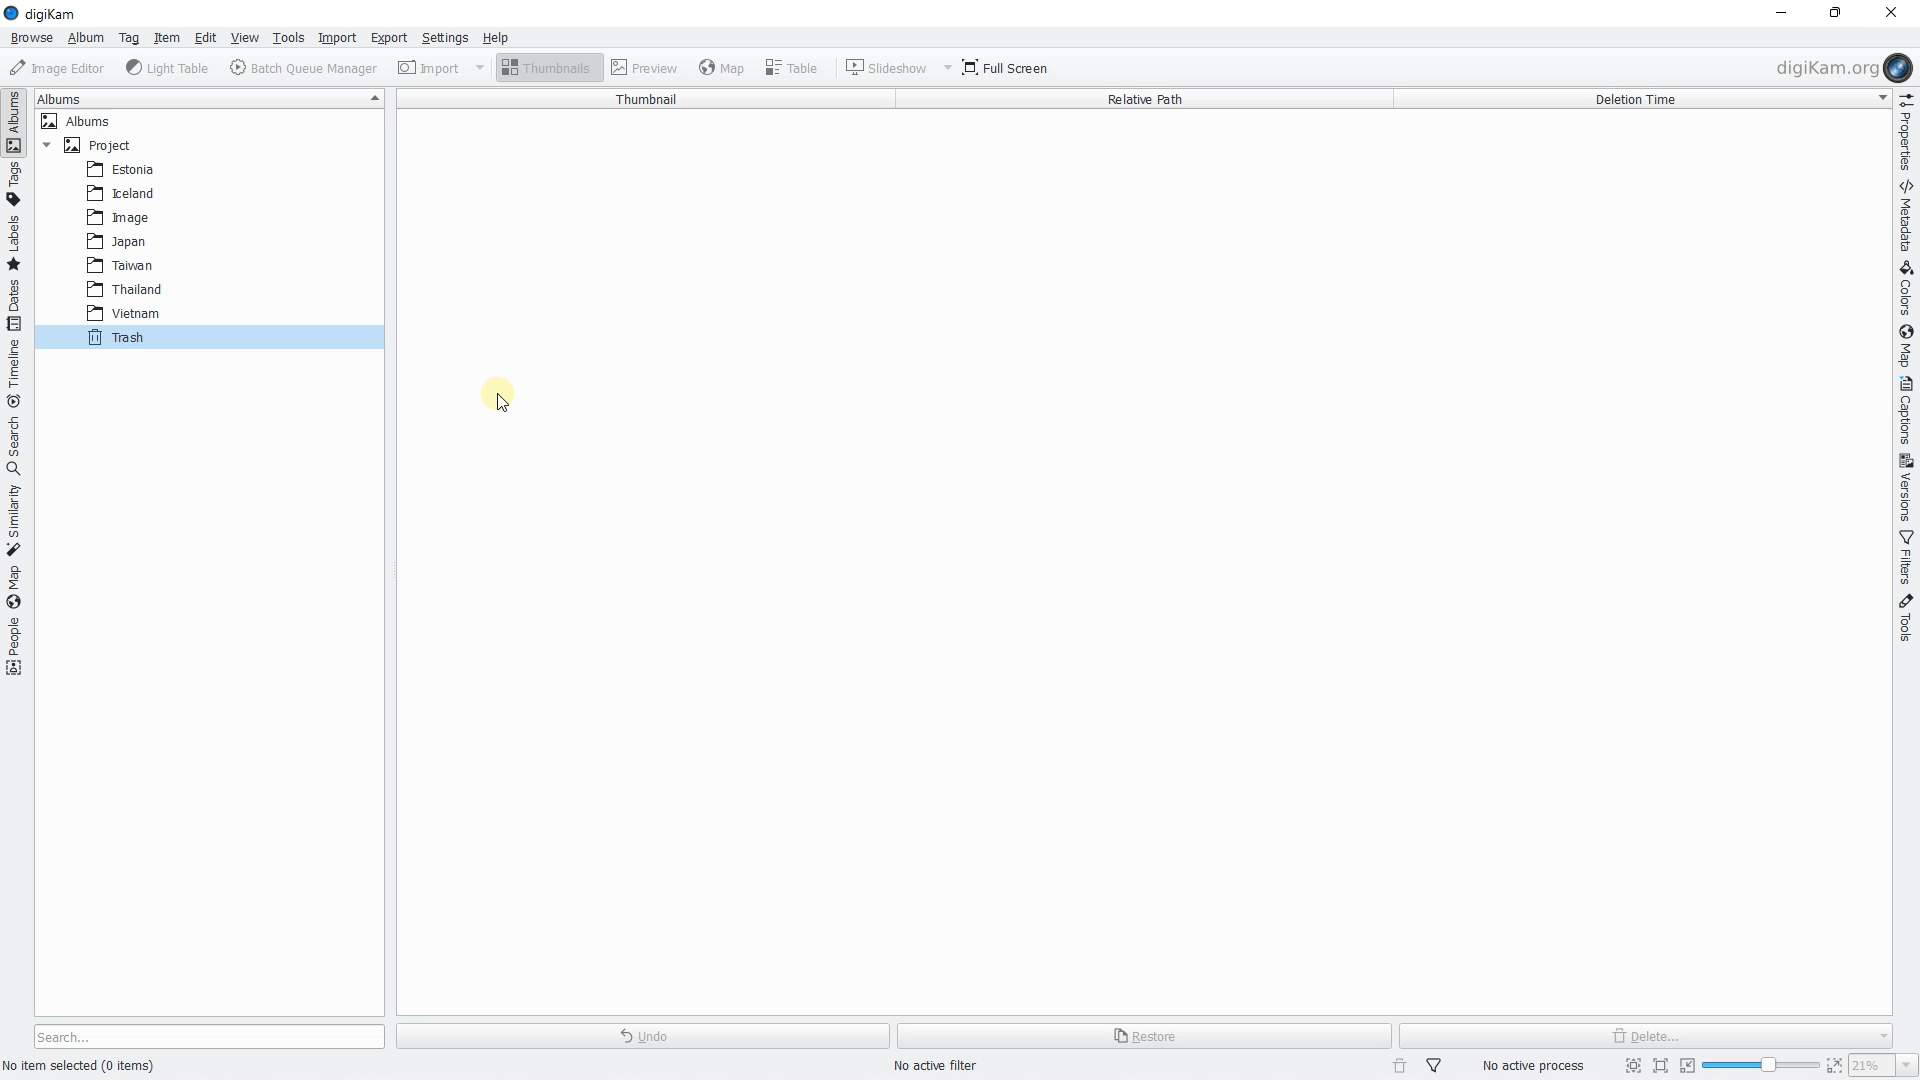 digiKam
Browse Album Tag Item Edit View Tools Import Export Settings Help
Image Editor Light Table Batch Queue Manager Import Thumbnails Preview Map Table Slideshow Full Screen digiKam.org
Albums
Albums
Project
Estonia
Iceland
Image
Japan
Taiwan
Thailand
Vietnam
Trash
Search...
Thumbnail Relative Path Deletion Time
Undo Restore Delete...
Albums
Tags
Labels
Dates
Timeline
Search
Similarity
Map
People
Properties
Metadata
Colors
Map
Captions
Versions
Filters
Tools
No item selected (0 items) No active filter No active process 21%